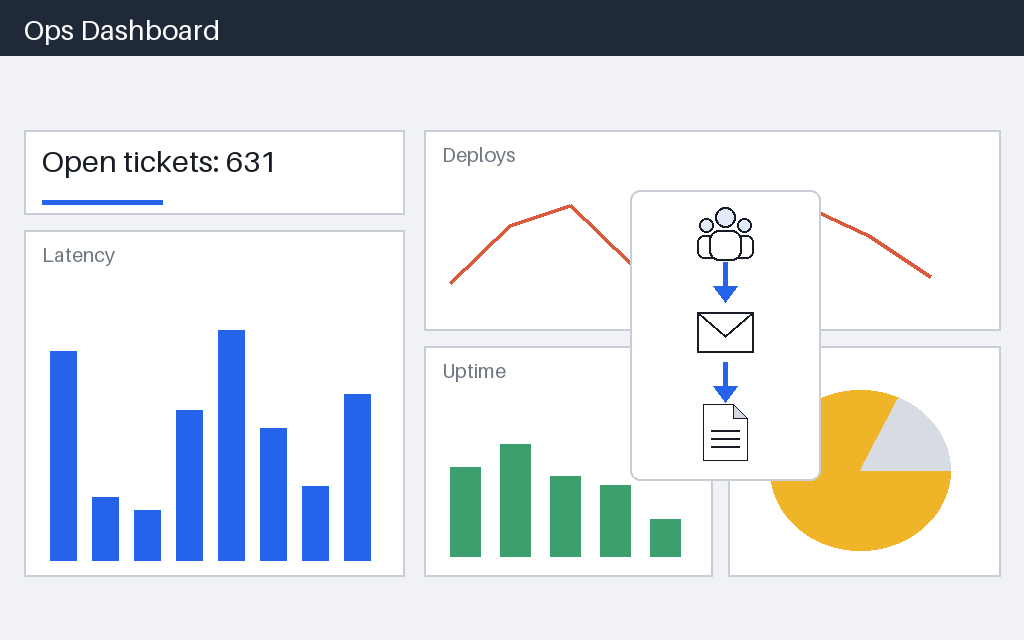 Ops Dashboard
Open tickets: 631
Deploys
Latency
Uptime